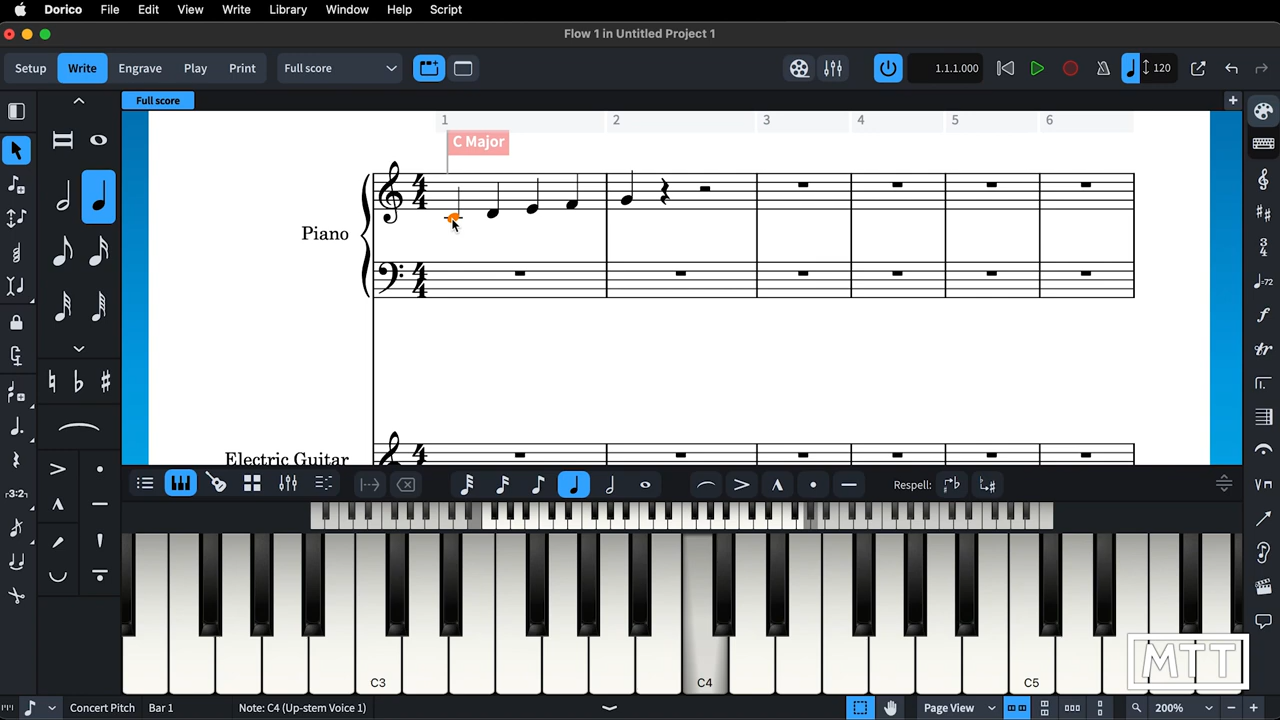 Dorico File Edit View Write Library Window Help Script
Flow 1 in Untitled Project 1
Setup Write Engrave Play Print Full score 1.1.1.000 120
Full score
1 2 3 4 5 6
C Major
Piano
Electric Guitar
Respell:
C3 C4 C5
MTT
Concert Pitch Bar 1 Note: C4 (Up-stem Voice 1) Page View 200%